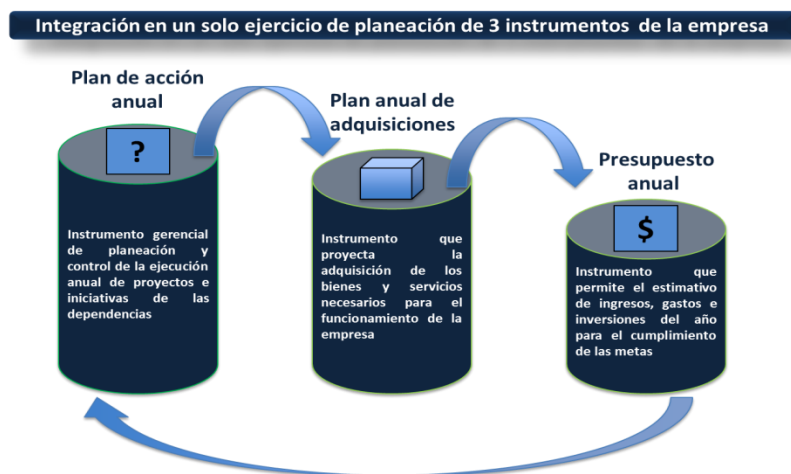 Integración en un solo ejercicio de planeación de 3 instrumentos de la empresa
Plan de acción
anual
?
Instrumento gerencial
de planeación y
control de la ejecución
anual de proyectos e
iniciativas de las
dependencias
Plan anual de
adquisiciones
Instrumento que
proyecta la
adquisición de los
bienes y servicios
necesarios para el
funcionamiento de la
empresa
Presupuesto
anual
$
Instrumento que
permite el estimativo
de ingresos, gastos e
inversiones del año
para el cumplimiento
de las metas